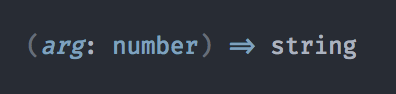 (arg: number) => string